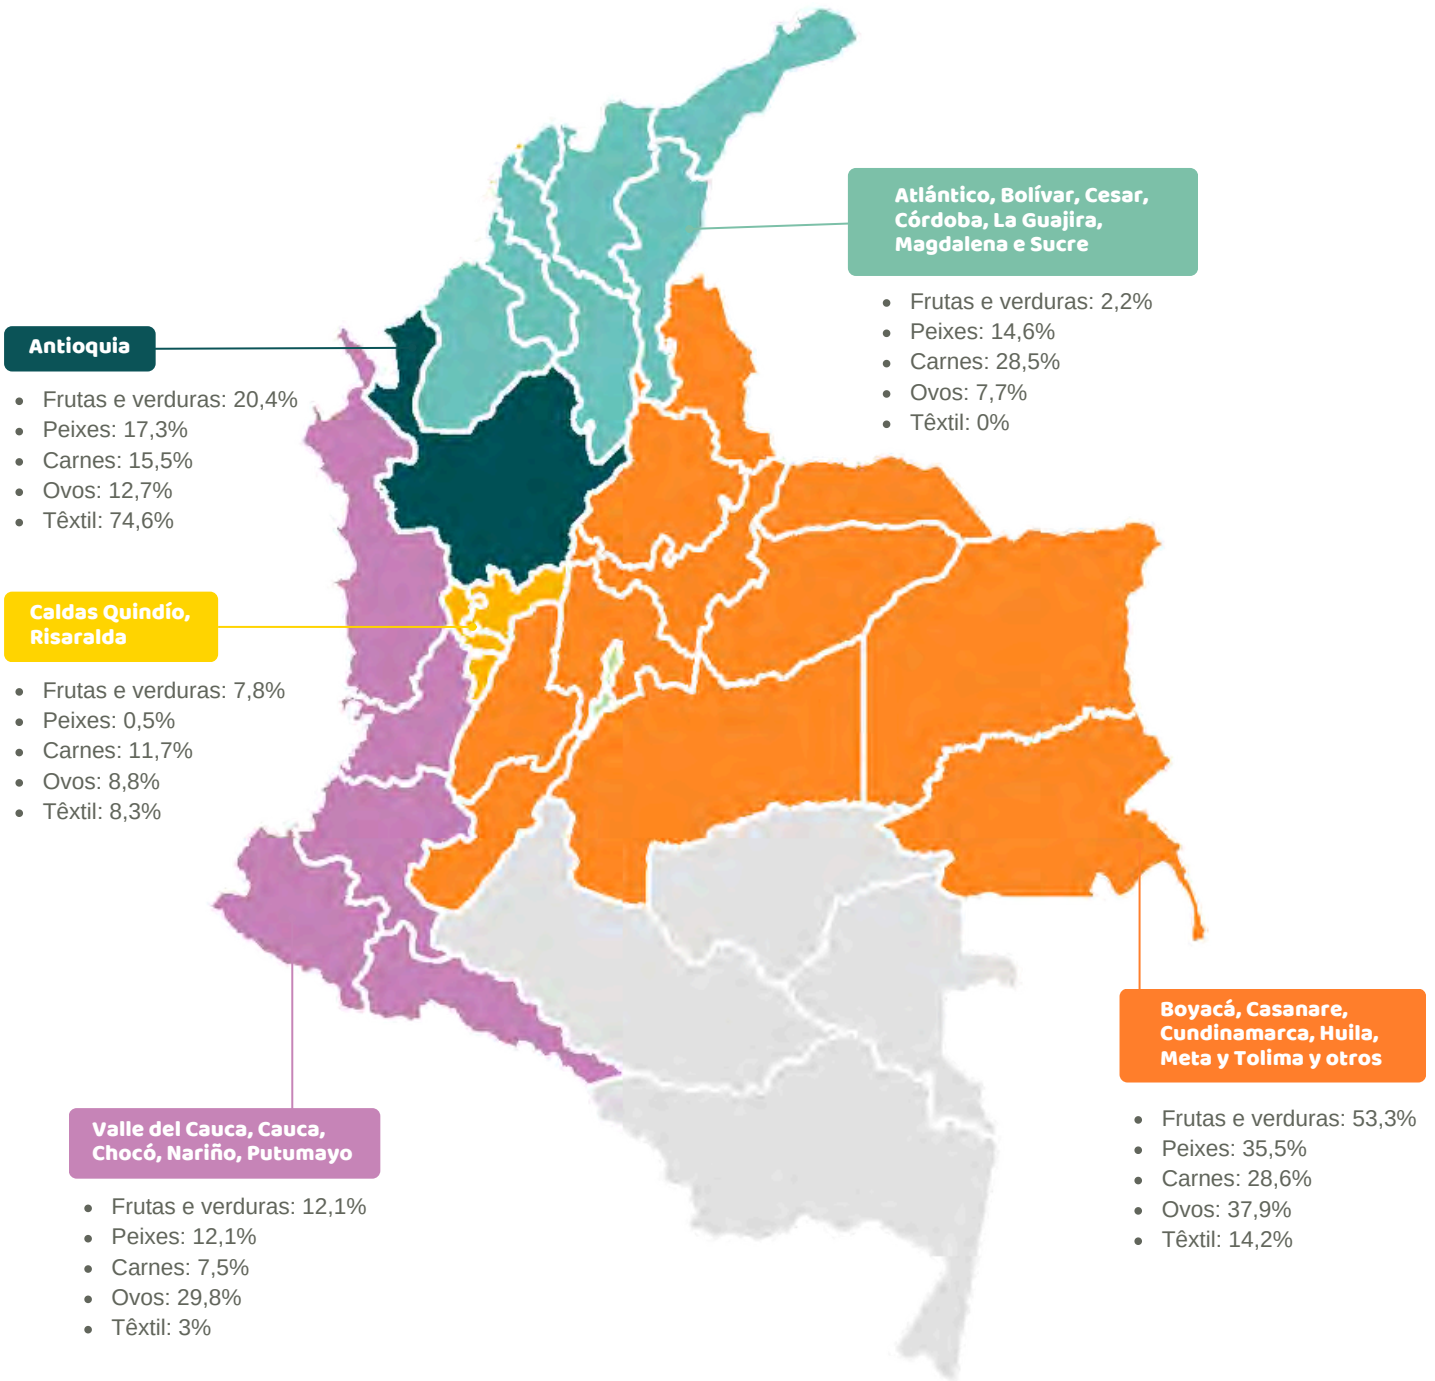 Atlántico, Bolívar, Cesar,
Córdoba, La Guajira,
Magdalena e Sucre
• Frutas e verduras: 2,2%
• Peixes: 14,6%
• Carnes: 28,5%
• Ovos: 7,7%
• Têxtil: 0%
Antioquia
• Frutas e verduras: 20,4%
• Peixes: 17,3%
• Carnes: 15,5%
• Ovos: 12,7%
• Têxtil: 74,6%
Caldas Quindío,
Risaralda
• Frutas e verduras: 7,8%
• Peixes: 0,5%
• Carnes: 11,7%
• Ovos: 8,8%
• Têxtil: 8,3%
Boyacá, Casanare,
Cundinamarca, Huila,
Meta y Tolima y otros
• Frutas e verduras: 53,3%
• Peixes: 35,5%
• Carnes: 28,6%
• Ovos: 37,9%
• Têxtil: 14,2%
Valle del Cauca, Cauca,
Chocó, Nariño, Putumayo
• Frutas e verduras: 12,1%
• Peixes: 12,1%
• Carnes: 7,5%
• Ovos: 29,8%
• Têxtil: 3%